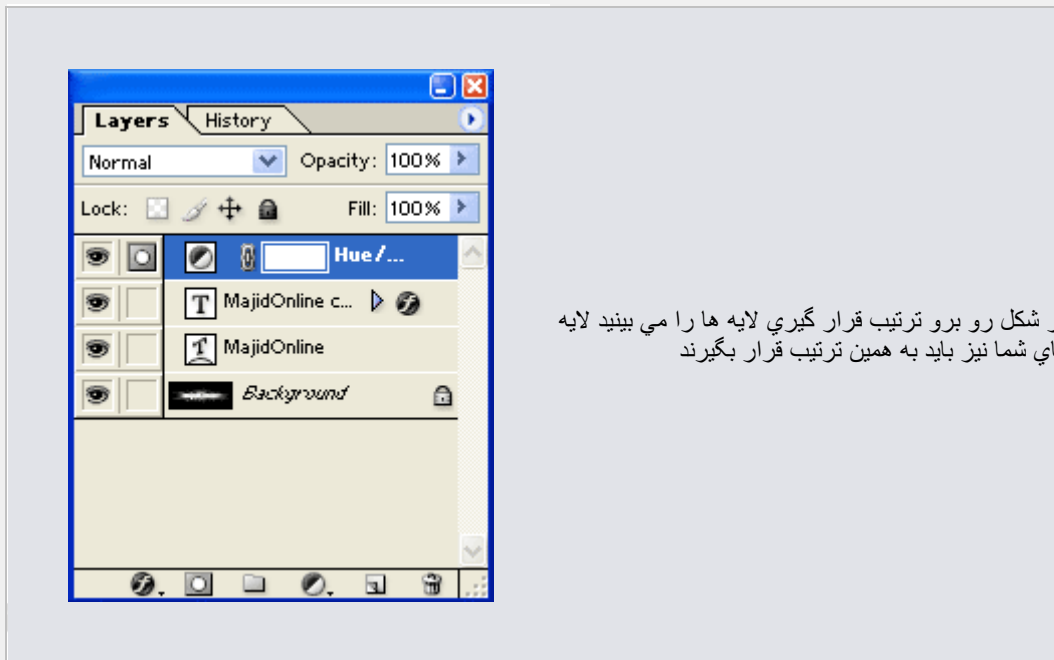 Layers History
Normal Opacity: 100%
Lock: Fill: 100%
Hue/...
MajidOnline c...
MajidOnline
Background
شکل رو برو ترتيب قرار گيري لايه ها را مي بينيد لايه
شما نيز بايد به همين ترتيب قرار بگيرند